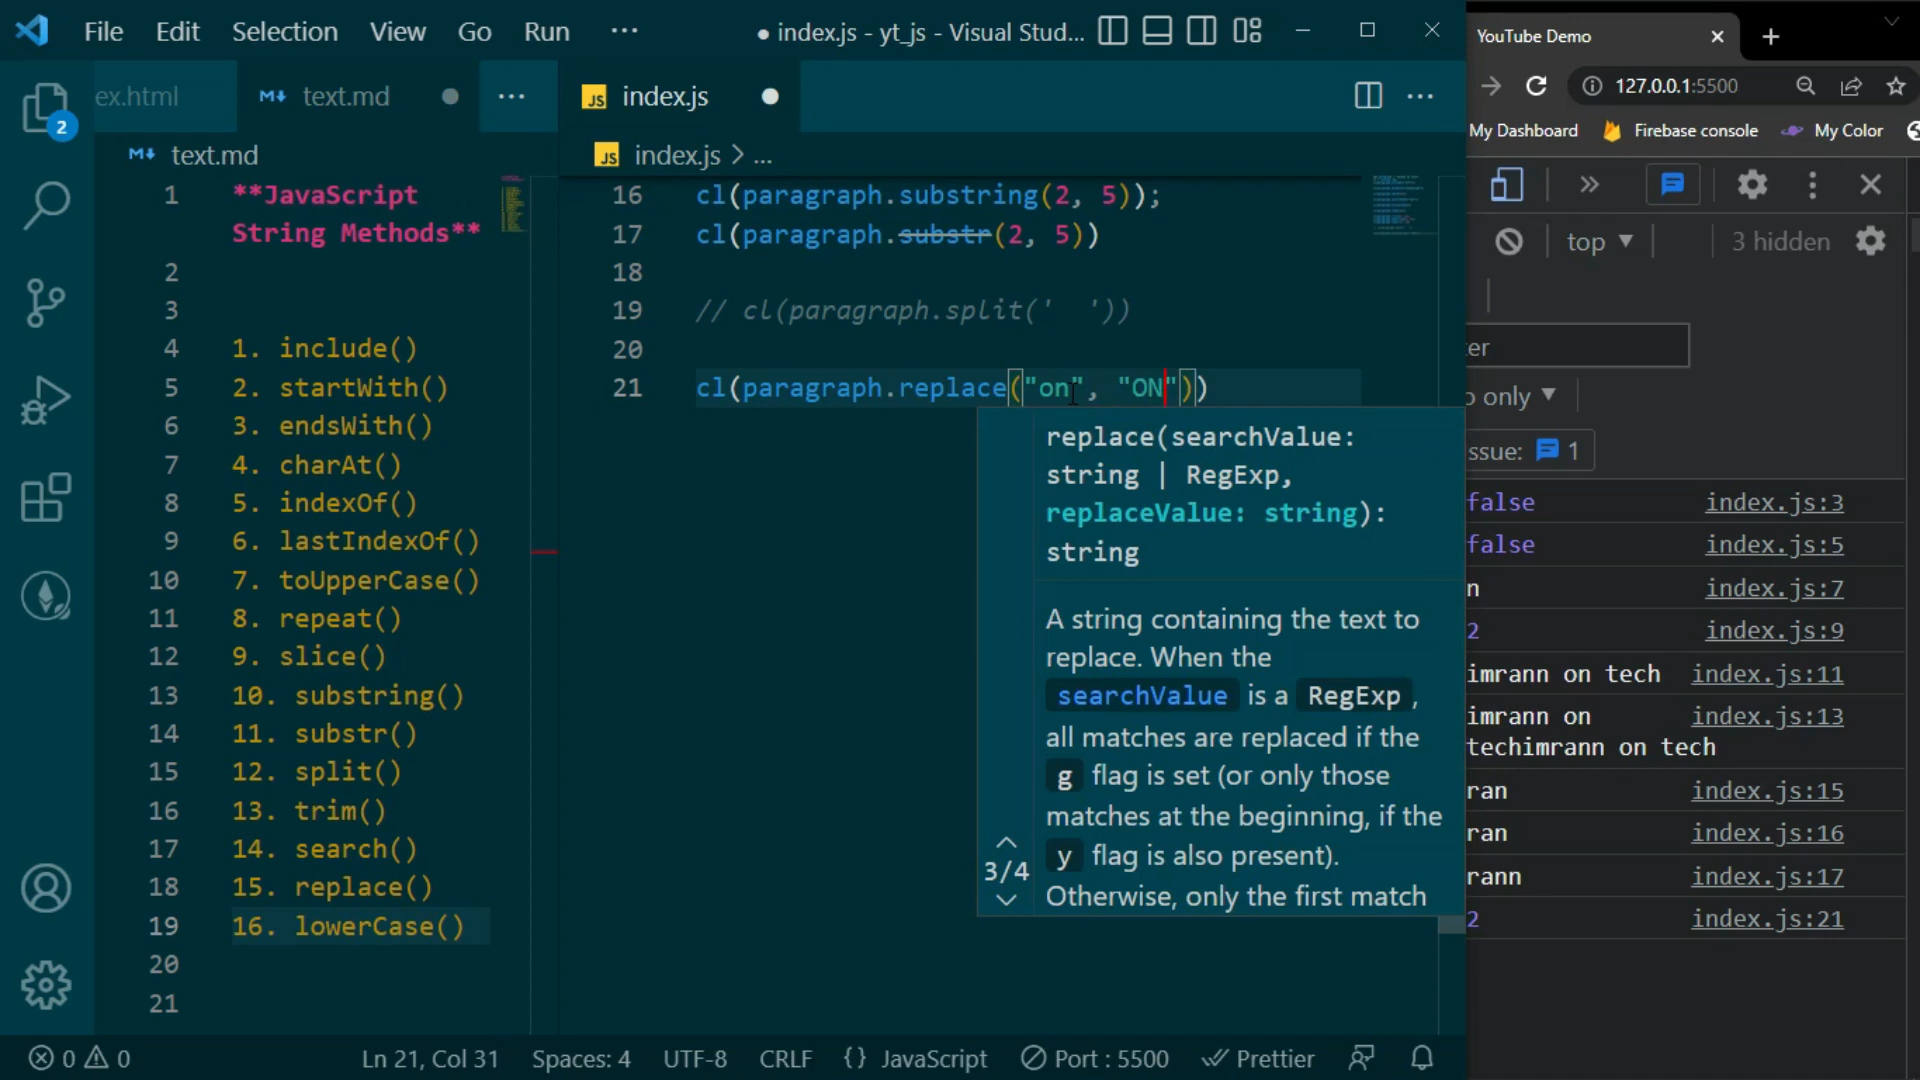 File Edit Selection View Go Run ··· ● index.js - yt_js - Visual Stud...
ex.html text.md ···
text.md
1 **JavaScript
String Methods**
2
3
4 1. include()
5 2. startWith()
6 3. endsWith()
7 4. charAt()
8 5. indexOf()
9 6. lastIndexOf()
10 7. toUpperCase()
11 8. repeat()
12 9. slice()
13 10. substring()
14 11. substr()
15 12. split()
16 13. trim()
17 14. search()
18 15. replace()
19 16. lowerCase()
20
21
2
JS index.js ···
JS index.js > ...
16 cl(paragraph.substring(2, 5));
17 cl(paragraph.substr(2, 5))
18
19 // cl(paragraph.split('  '))
20
21 cl(paragraph.replace("on", "ON"))
replace(searchValue:
string | RegExp,
replaceValue: string):
string
A string containing the text to
replace. When the
searchValue is a RegExp ,
all matches are replaced if the
g flag is set (or only those
matches at the beginning, if the
y flag is also present).
Otherwise, only the first match
3/4
0 0 Ln 21, Col 31 Spaces: 4 UTF-8 CRLF {} JavaScript Port : 5500 Prettier
YouTube Demo
127.0.0.1:5500
My Dashboard Firebase console My Color
top 3 hidden
ter
o only
ssue: 1
false index.js:3
false index.js:5
n index.js:7
2 index.js:9
imrann on tech index.js:11
imrann on index.js:13
techimrann on tech
ran index.js:15
ran index.js:16
rann index.js:17
2 index.js:21